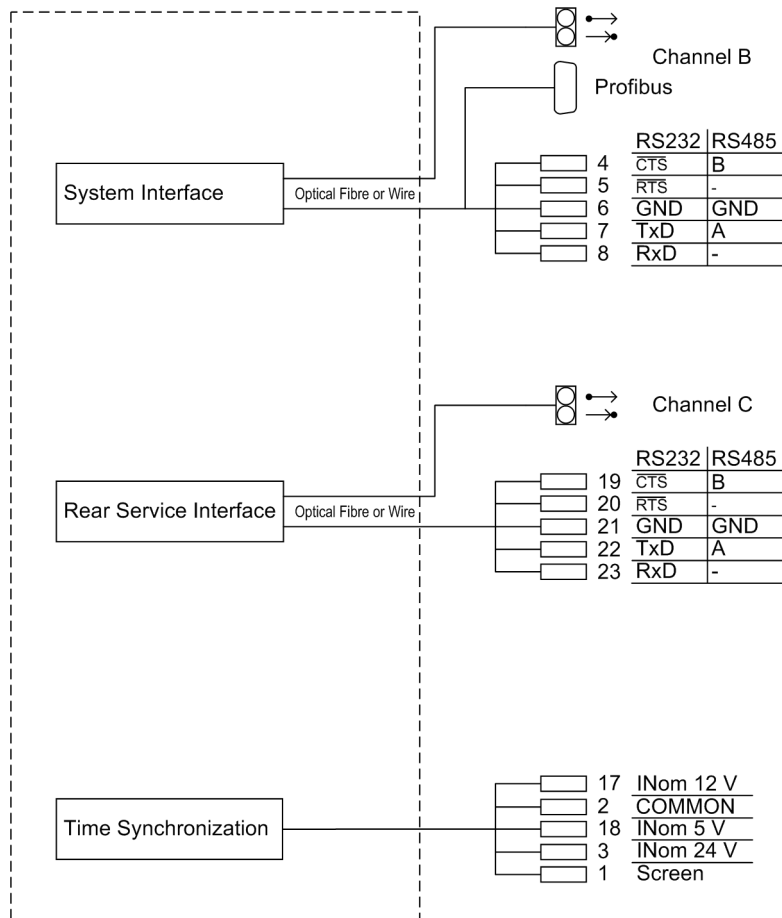 Channel B
Profibus
RS232 RS485
4 CTS B
5 RTS -
6 GND GND
7 TxD A
8 RxD -
System Interface
Optical Fibre or Wire
Channel C
RS232 RS485
19 CTS B
20 RTS -
21 GND GND
22 TxD A
23 RxD -
Rear Service Interface
Optical Fibre or Wire
17 INom 12 V
2 COMMON
18 INom 5 V
3 INom 24 V
1 Screen
Time Synchronization